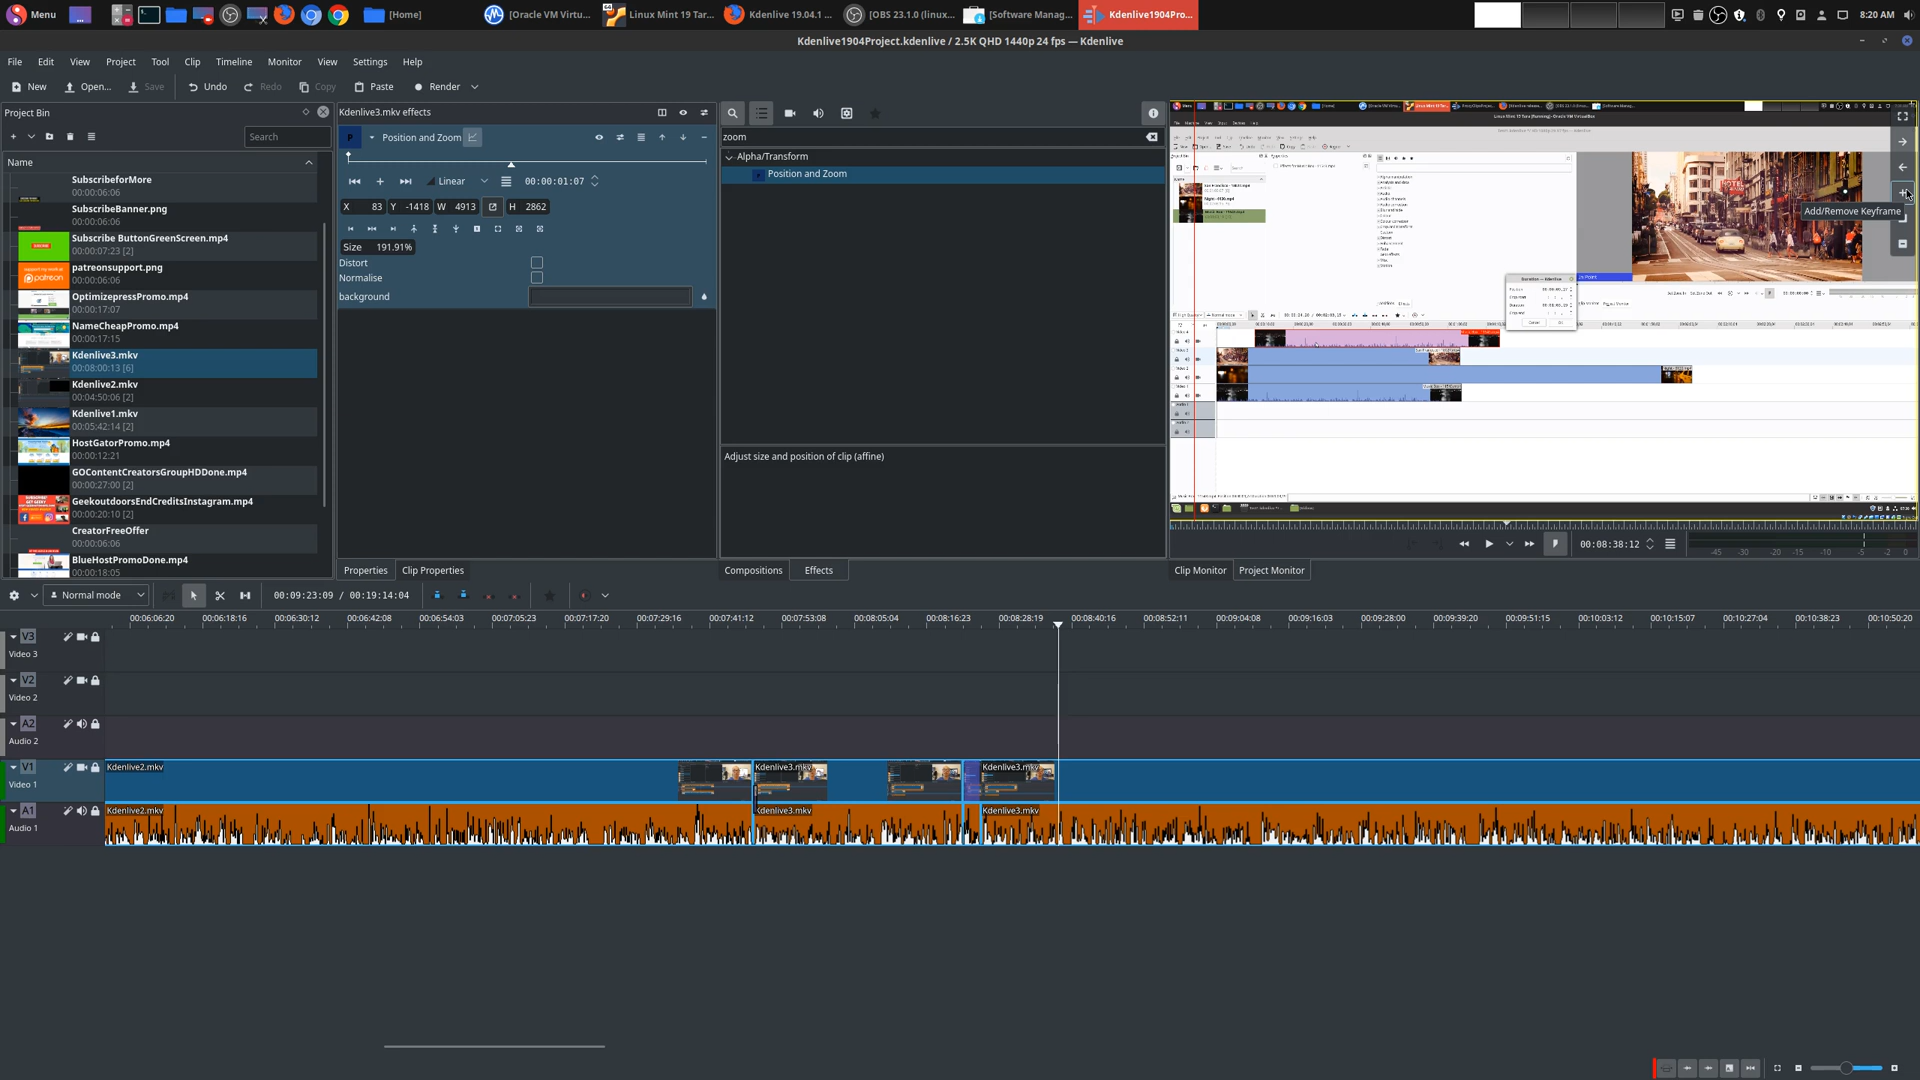 Menu
[Home]
[Oracle VM Virtu...
Linux Mint 19 Tar...
Kdenlive 19.04.1 ...
[OBS 23.1.0 (linux...
[Software Manag...
Kdenlive1904Pro...
8:20 AM
Kdenlive1904Project.kdenlive / 2.5K QHD 1440p 24 fps — Kdenlive
File Edit View Project Tool Clip Timeline Monitor View Settings Help
New Open... Save Undo Redo Copy Paste Render
Project Bin
Search
Name
SubscribeforMore
00:00:06:06
SubscribeBanner.png
00:00:06:06
Subscribe ButtonGreenScreen.mp4
00:00:07:23 [2]
patreonsupport.png
00:00:06:06
OptimizepressPromo.mp4
00:00:17:07
NameCheapPromo.mp4
00:00:17:15
Kdenlive3.mkv
00:08:00:13 [6]
Kdenlive2.mkv
00:04:50:06 [2]
Kdenlive1.mkv
00:05:42:14 [2]
HostGatorPromo.mp4
00:00:12:21
GOContentCreatorsGroupHDDone.mp4
00:00:27:00 [2]
GeekoutdoorsEndCreditsInstagram.mp4
00:00:20:10 [2]
CreatorFreeOffer
00:00:06:06
BlueHostPromoDone.mp4
00:00:18:05
Kdenlive3.mkv effects
Position and Zoom
Linear 00:00:01:07
X 83 Y -1418 W 4913 H 2862
Size 191.91%
Distort
Normalise
background
Properties Clip Properties
zoom
Alpha/Transform
Position and Zoom
Adjust size and position of clip (affine)
Compositions Effects
Add/Remove Keyframe
00:08:38:12
-45 -30 -20 -15 -10 -5 -2 0
Clip Monitor Project Monitor
Normal mode
00:09:23:09 / 00:19:14:04
00:06:06:20 00:06:18:16 00:06:30:12 00:06:42:08 00:06:54:03 00:07:05:23 00:07:17:20 00:07:29:16 00:07:41:12 00:07:53:08 00:08:05:04 00:08:16:23 00:08:28:19 00:08:40:16 00:08:52:11 00:09:04:08 00:09:16:03 00:09:28:00 00:09:39:20 00:09:51:15 00:10:03:12 00:10:15:07 00:10:27:04 00:10:38:23 00:10:50:20
V3
Video 3
V2
Video 2
A2
Audio 2
V1
Video 1
Kdenlive2.mkv Kdenlive3.mkv Kdenlive3.mkv
A1
Audio 1
Kdenlive2.mkv Kdenlive3.mkv Kdenlive3.mkv